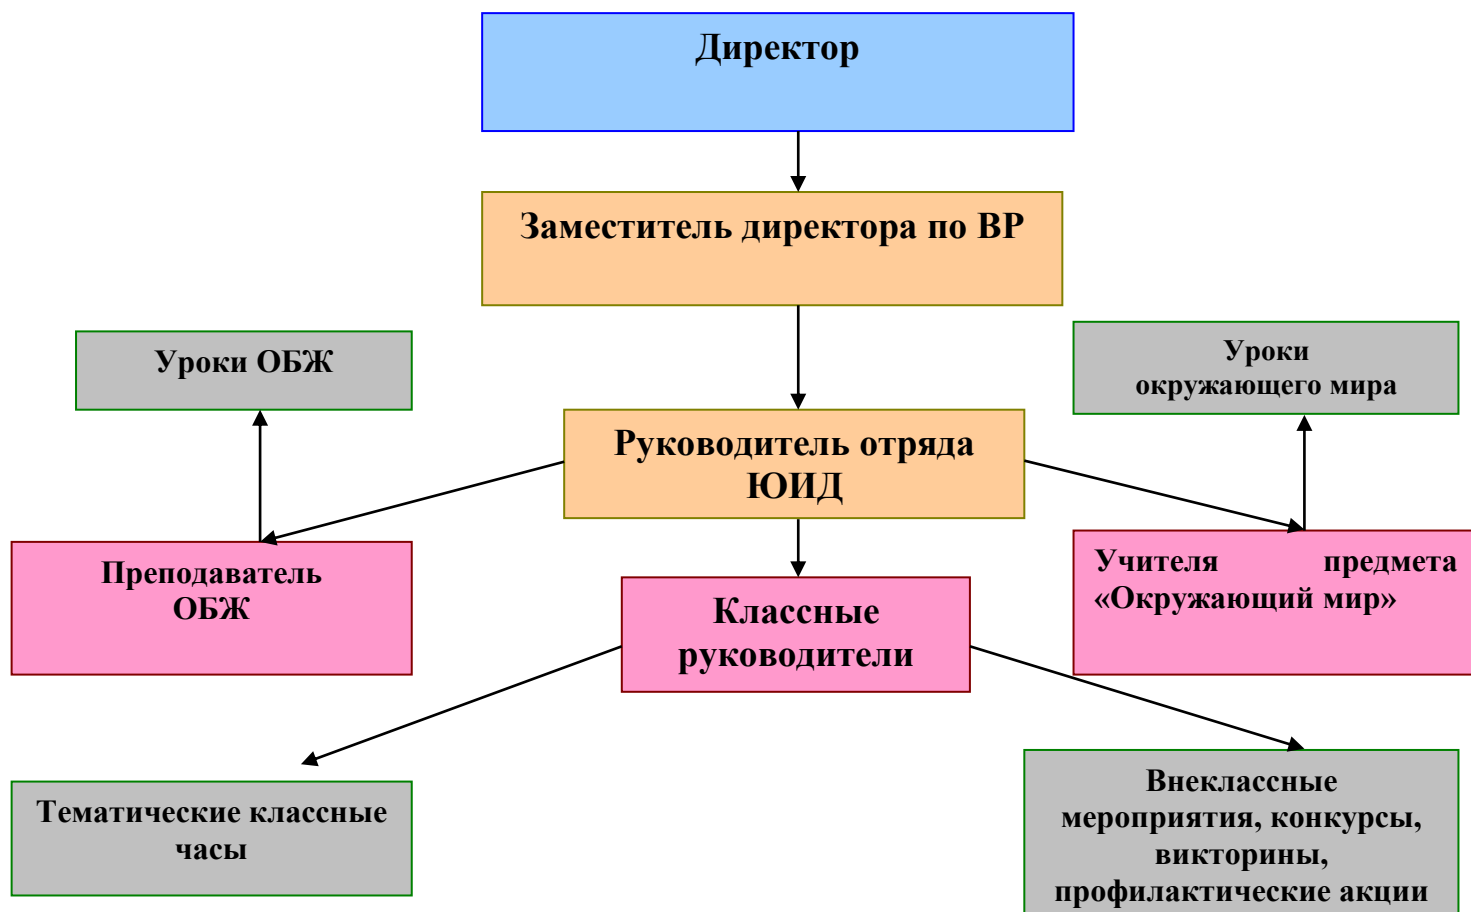 Директор
Заместитель директора по ВР
Уроки ОБЖ
Уроки
окружающего мира
Руководитель отряда
ЮИД
Преподаватель
ОБЖ
Классные
руководители
Учителя предмета
«Окружающий мир»
Тематические классные
часы
Внеклассные
мероприятия, конкурсы,
викторины,
профилактические акции